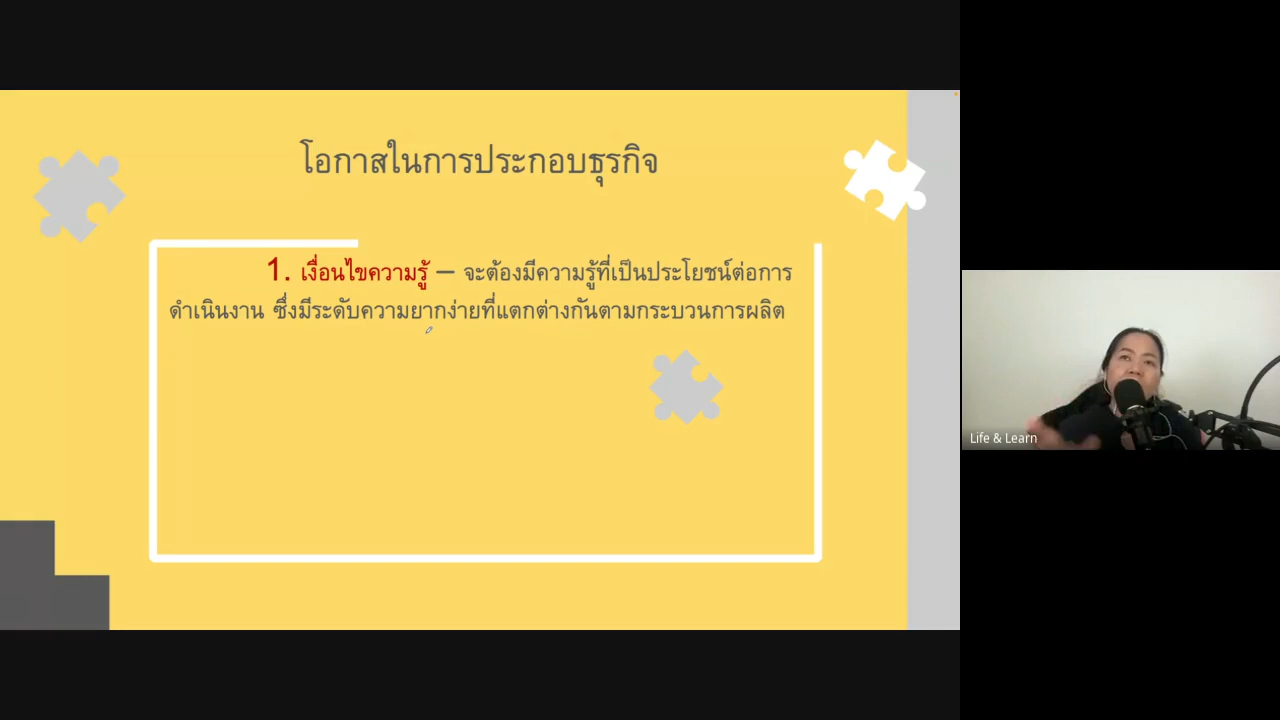 โอกาสในการประกอบธุรกิจ
1. เงื่อนไขความรู้ – จะต้องมีความรู้ที่เป็นประโยชน์ต่อการ
ดำเนินงาน ซึ่งมีระดับความยากง่ายที่แตกต่างกันตามกระบวนการผลิต
Life & Learn